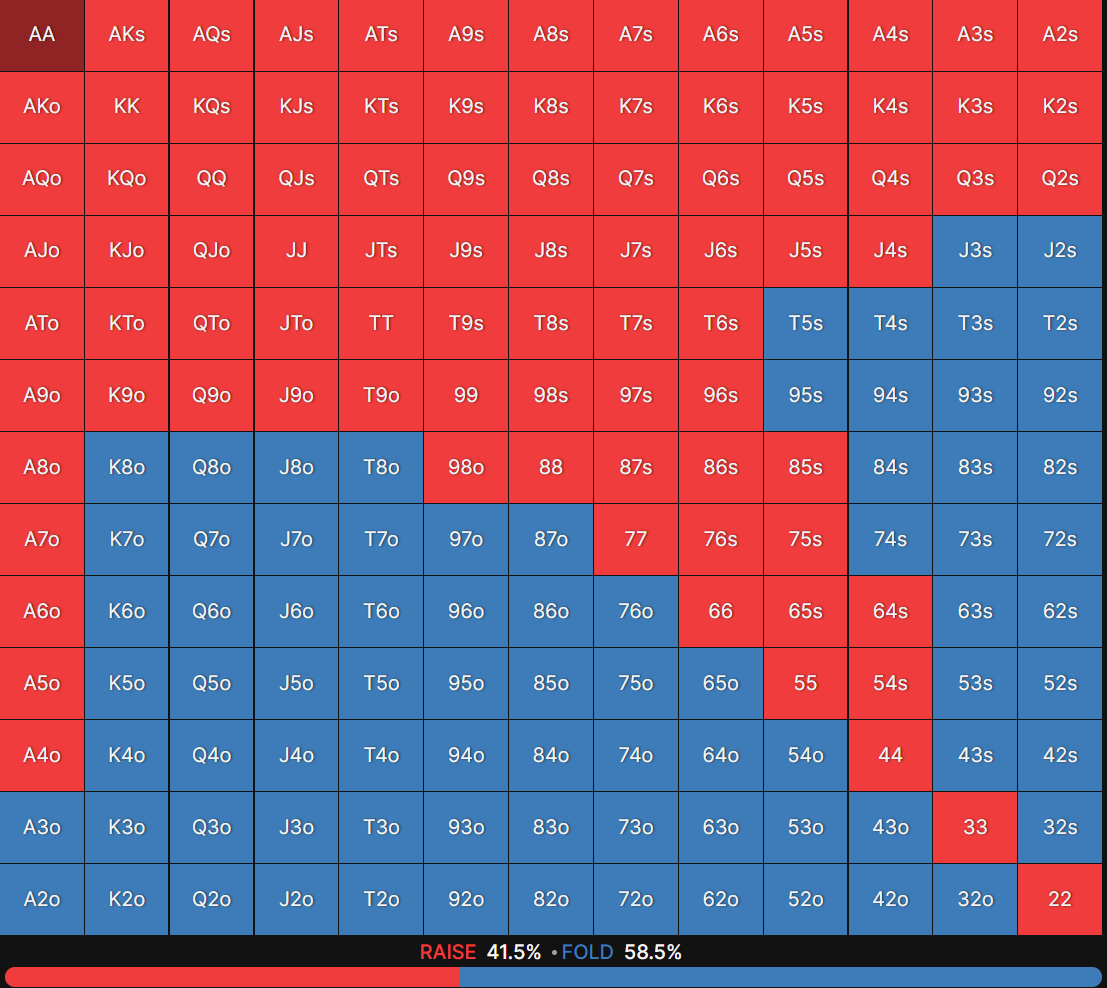 AA AKs AQs AJs ATs A9s A8s A7s A6s A5s A4s A3s A2s
AKo KK KQs KJs KTs K9s K8s K7s K6s K5s K4s K3s K2s
AQo KQo QQ QJs QTs Q9s Q8s Q7s Q6s Q5s Q4s Q3s Q2s
AJo KJo QJo JJ JTs J9s J8s J7s J6s J5s J4s J3s J2s
ATo KTo QTo JTo TT T9s T8s T7s T6s T5s T4s T3s T2s
A9o K9o Q9o J9o T9o 99 98s 97s 96s 95s 94s 93s 92s
A8o K8o Q8o J8o T8o 98o 88 87s 86s 85s 84s 83s 82s
A7o K7o Q7o J7o T7o 97o 87o 77 76s 75s 74s 73s 72s
A6o K6o Q6o J6o T6o 96o 86o 76o 66 65s 64s 63s 62s
A5o K5o Q5o J5o T5o 95o 85o 75o 65o 55 54s 53s 52s
A4o K4o Q4o J4o T4o 94o 84o 74o 64o 54o 44 43s 42s
A3o K3o Q3o J3o T3o 93o 83o 73o 63o 53o 43o 33 32s
A2o K2o Q2o J2o T2o 92o 82o 72o 62o 52o 42o 32o 22
RAISE 41.5% • FOLD 58.5%